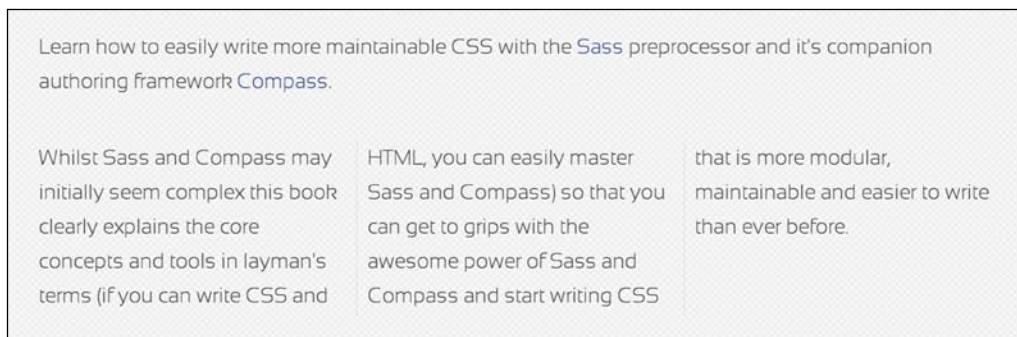 Learn how to easily write more maintainable CSS with the Sass preprocessor and it's companion
authoring framework Compass.
Whilst Sass and Compass may
initially seem complex this book
clearly explains the core
concepts and tools in layman's
terms (if you can write CSS and
HTML, you can easily master
Sass and Compass) so that you
can get to grips with the
awesome power of Sass and
Compass and start writing CSS
that is more modular,
maintainable and easier to write
than ever before.